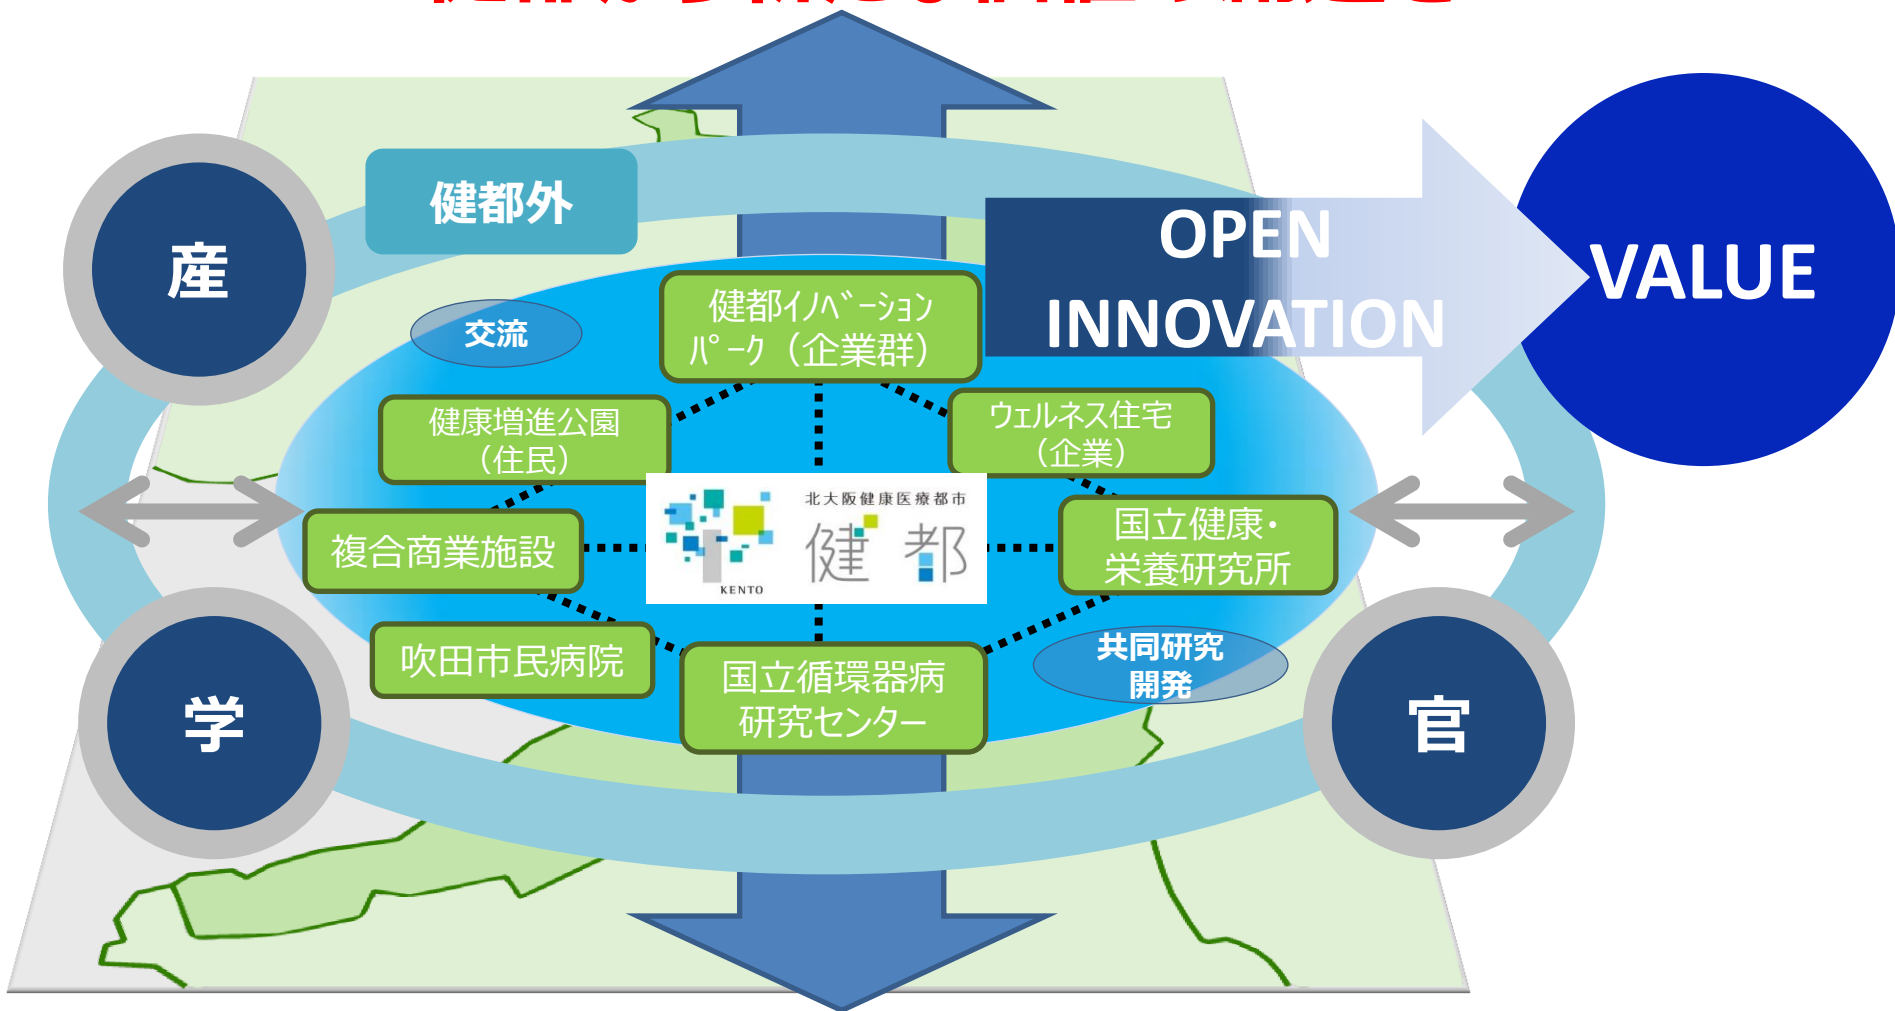 健都外
産
OPEN
INNOVATION
VALUE
交流
健都ｲﾉﾍﾞｰｼｮﾝ
ﾊﾟｰｸ（企業群）
健康増進公園
（住民）
ウェルネス住宅
（企業）
北大阪健康医療都市
健都
KENTO
複合商業施設
国立健康・
栄養研究所
吹田市民病院
国立循環器病
研究センター
共同研究
開発
学
官